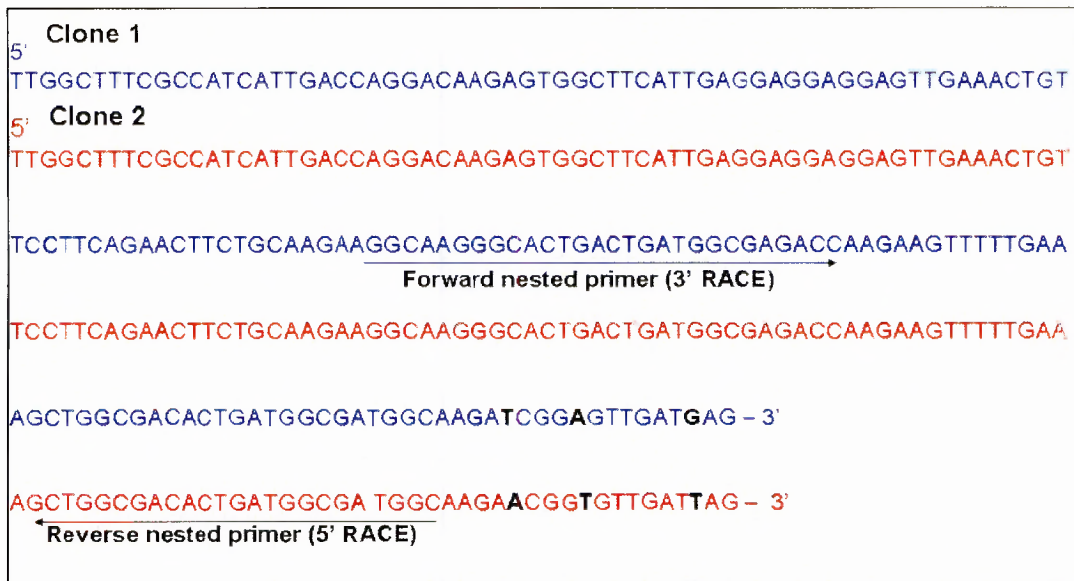 Clone 1
5'
TTGGCTTTCGCCATCATTGACCAGGACAAGAGTGGCTTCATTGAGGAGGAGGAGTTGAAACTGT
Clone 2
5'
TTGGCTTTCGCCATCATTGACCAGGACAAGAGTGGCTTCATTGAGGAGGAGGAGTTGAAACTGT
TCCTTCAGAACTTCTGCAAGAAGGCAAGGGCACTGACTGATGGCGAGACCAAGAAGTTTTTGAA
Forward nested primer (3' RACE)
TCCTTCAGAACTTCTGCAAGAAGGCAAGGGCACTGACTGATGGCGAGACCAAGAAGTTTTTGAA
AGCTGGCGACACTGATGGCGATGGCAAGATCGGAGTTGATGAG – 3'
AGCTGGCGACACTGATGGCGA TGGCAAGAACGGTGTTGATTAG – 3'
Reverse nested primer (5' RACE)